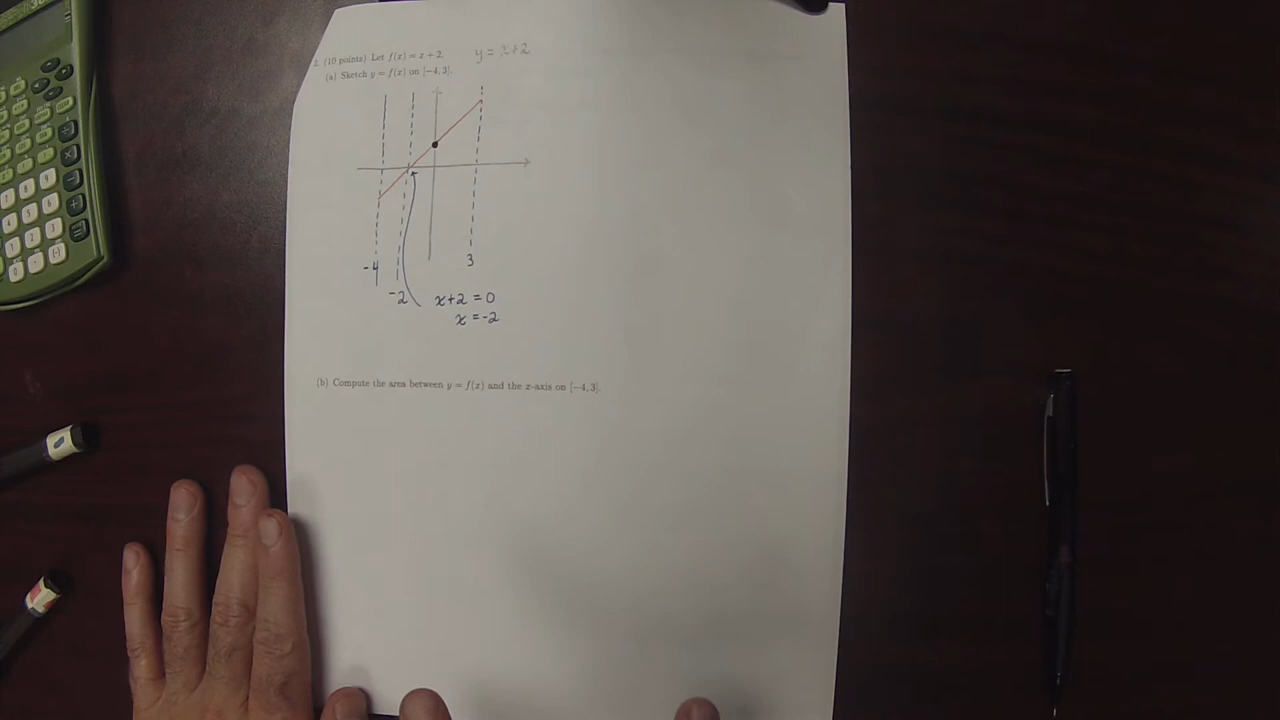 2. (10 points) Let f(x) = x + 2. y = x+2
(a) Sketch y = f(x) on [−4, 3].
-4
3
-2
x+2 = 0
x = -2
(b) Compute the area between y = f(x) and the x-axis on [−4, 3].